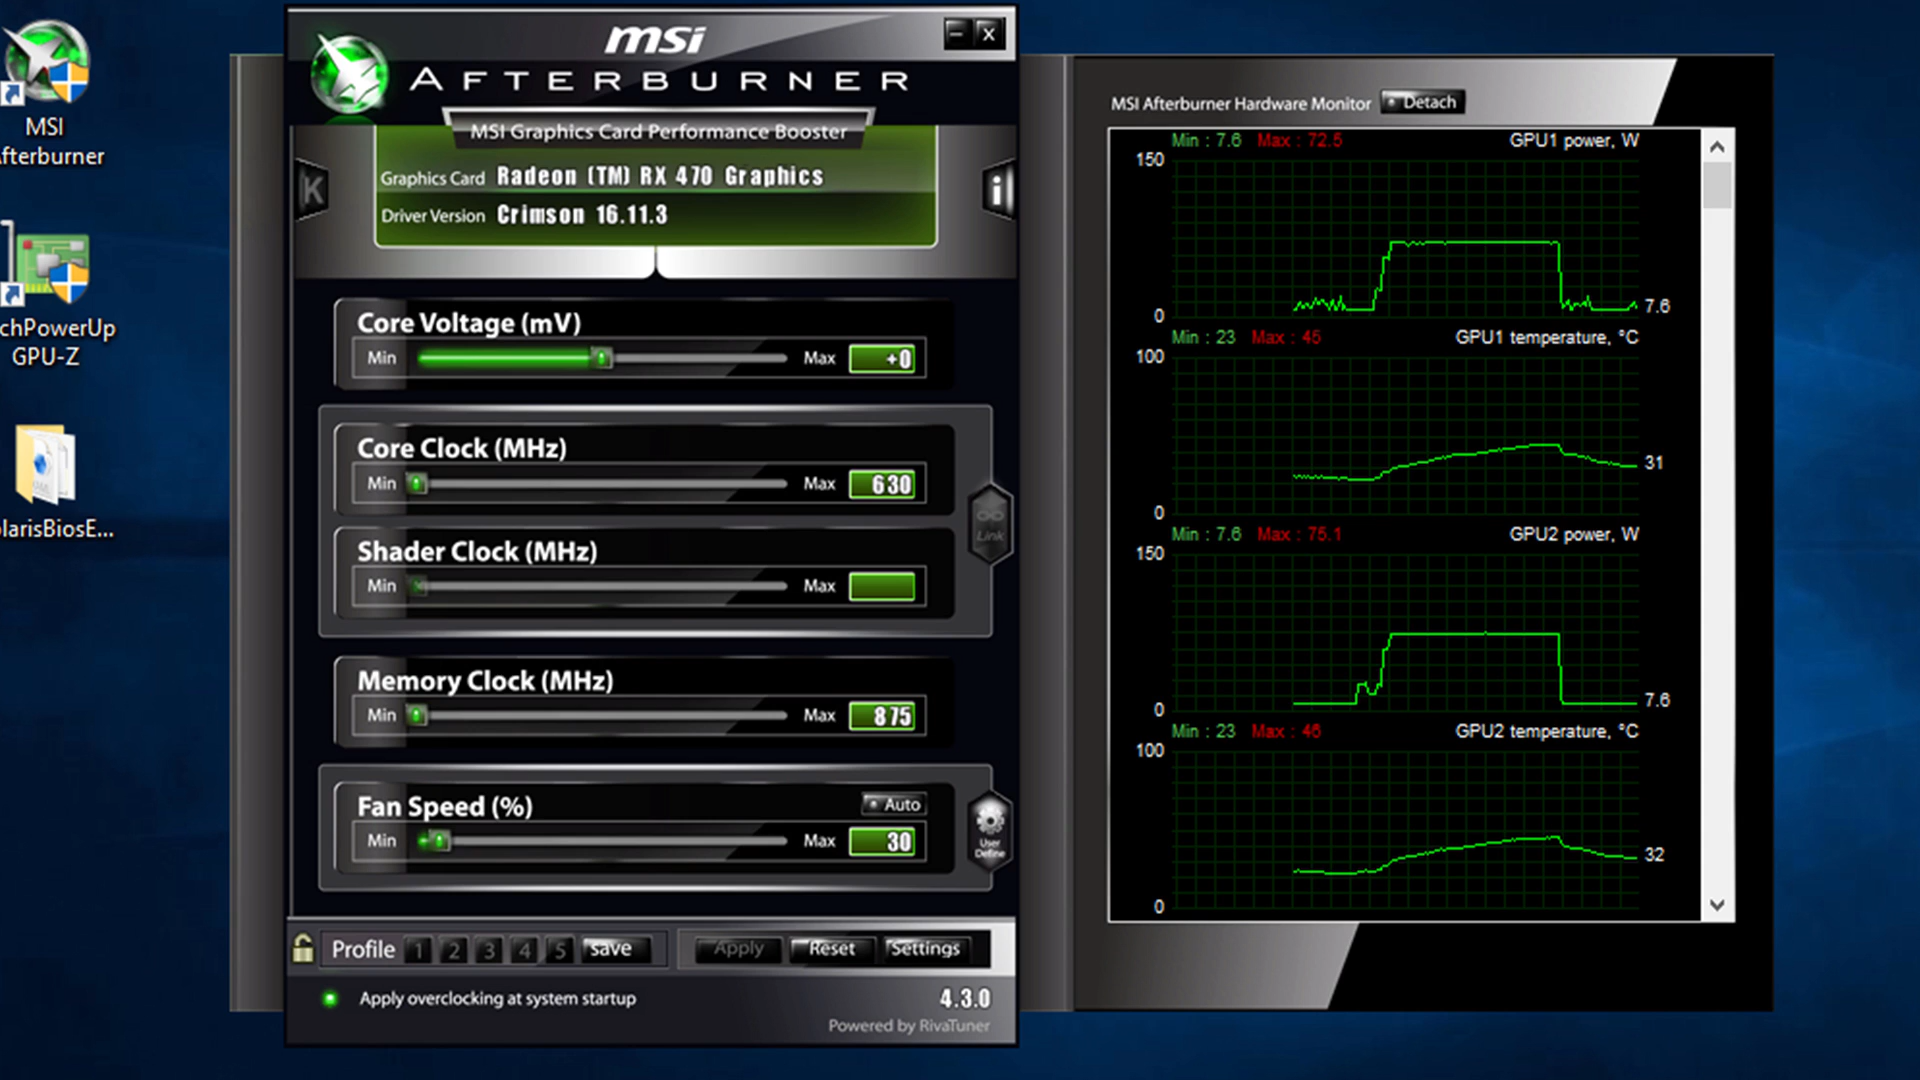 MSI
fterburner
chPowerUp
GPU-Z
larisBiosE...
msi
AFTERBURNER
MSI Graphics Card Performance Booster
K
i
Graphics Card Radeon (TM) RX 470 Graphics
Driver Version Crimson 16.11.3
Core Voltage (mV)
Min Max +0
Core Clock (MHz)
Min Max 630
Link
Shader Clock (MHz)
Min Max
Memory Clock (MHz)
Min Max 875
Fan Speed (%) Auto
Min Max 30
User
Define
Profile 1 2 3 4 5 save Apply Reset Settings
Apply overclocking at system startup 4.3.0
Powered by RivaTuner
MSI Afterburner Hardware Monitor Detach
Min : 7.6 Max : 72.5 GPU1 power, W
150
7.6
0
Min : 23 Max : 45 GPU1 temperature, °C
100
31
0
Min : 7.6 Max : 75.1 GPU2 power, W
150
7.6
0
Min : 23 Max : 46 GPU2 temperature, °C
100
32
0